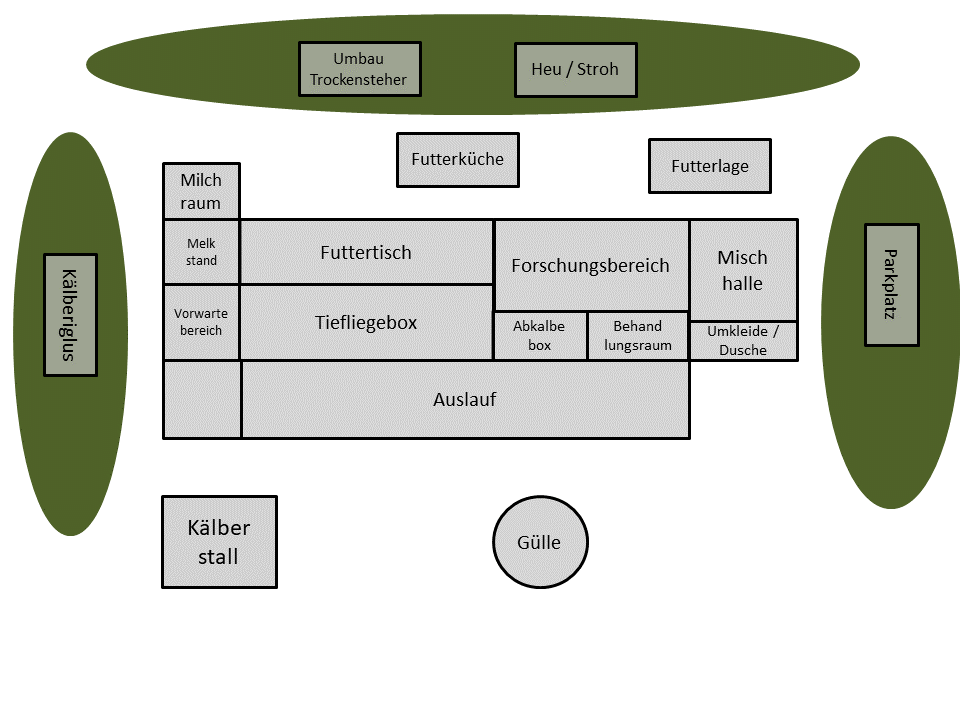 Umbau
Trockensteher
Heu / Stroh
Futterküche
Futterlage
Milch
raum
Melk
stand
Futtertisch
Forschungsbereich
Misch
halle
Parkplatz
Kälberiglus
Vorwarte
bereich
Tiefliegebox
Abkalbe
box
Behand
lungsraum
Umkleide /
Dusche
Auslauf
Kälber
stall
Gülle